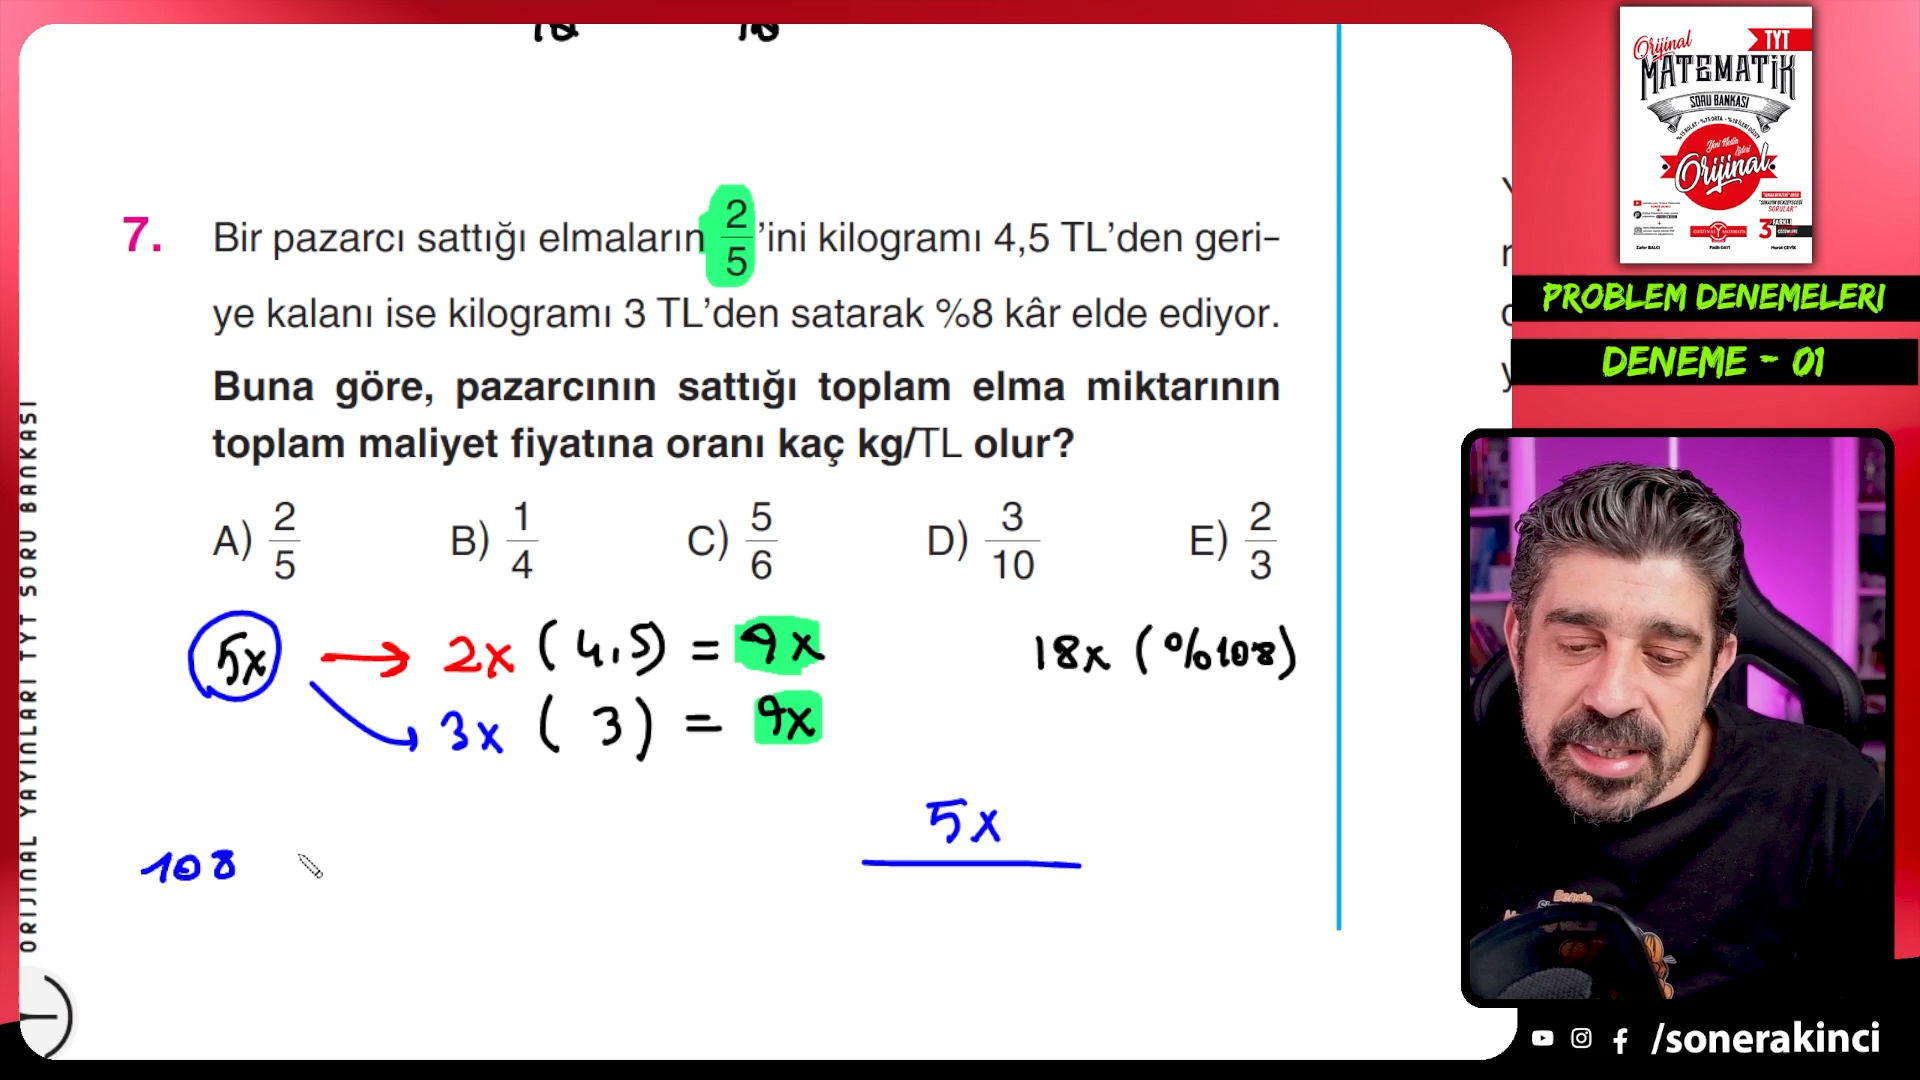 7. Bir pazarcı sattığı elmaların 2/5 'ini kilogramı 4,5 TL'den geri-
ye kalanı ise kilogramı 3 TL'den satarak %8 kâr elde ediyor.
Buna göre, pazarcının sattığı toplam elma miktarının
toplam maliyet fiyatına oranı kaç kg/TL olur?
A) 2/5 B) 1/4 C) 5/6 D) 3/10 E) 2/3
5x → 2x (4,5) = 9x 18x (%108)
3x (3) = 9x
5x
108
ORİJİNAL YAYINLARI TYT SORU BANKASI
Orijinal
TYT
MATEMATİK
SORU BANKASI
Orijinal
PROBLEM DENEMELERİ
DENEME - 01
/sonerakinci